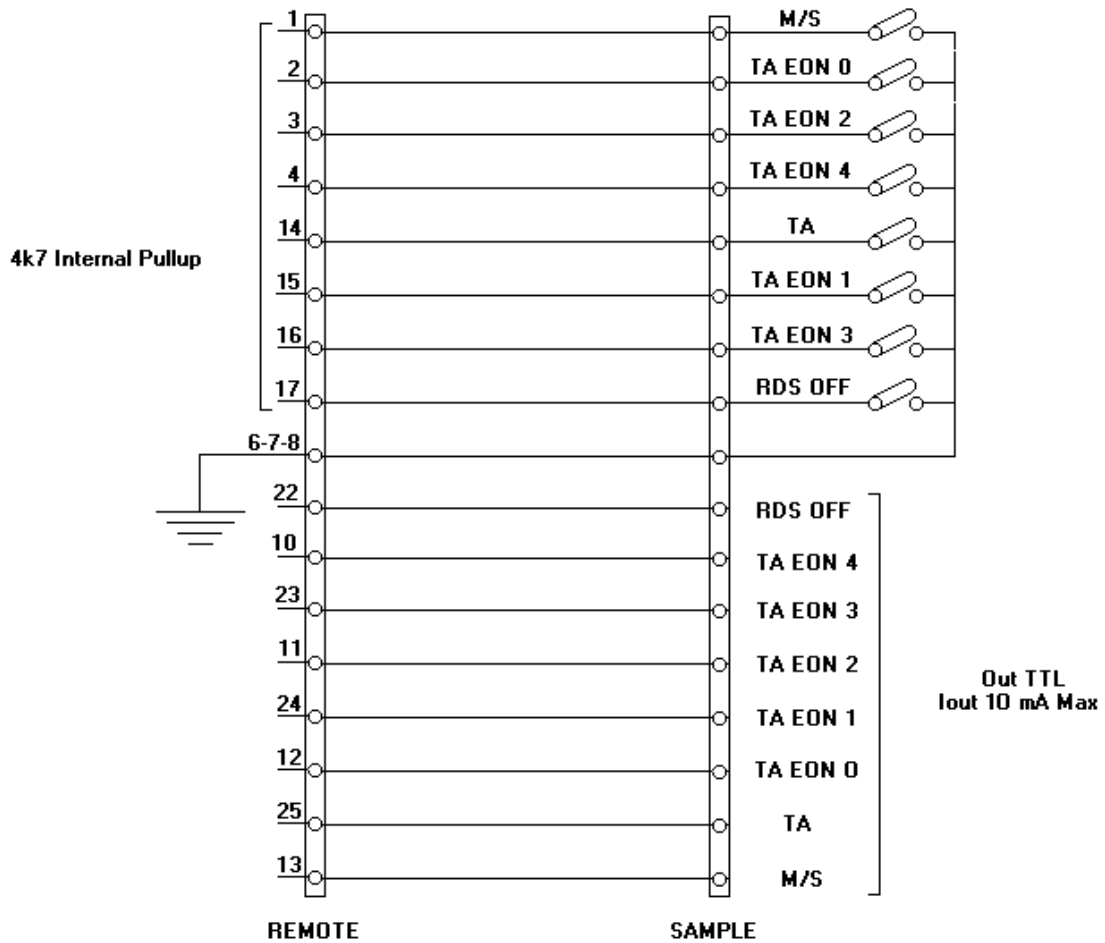 1 M/S
2 TA EON 0
3 TA EON 2
4 TA EON 4
14 TA
4k7 Internal Pullup
15 TA EON 1
16 TA EON 3
17 RDS OFF
6-7-8
22 RDS OFF
10 TA EON 4
23 TA EON 3
11 TA EON 2
Out TTL
Iout 10 mA Max
24 TA EON 1
12 TA EON 0
25 TA
13 M/S
REMOTE SAMPLE